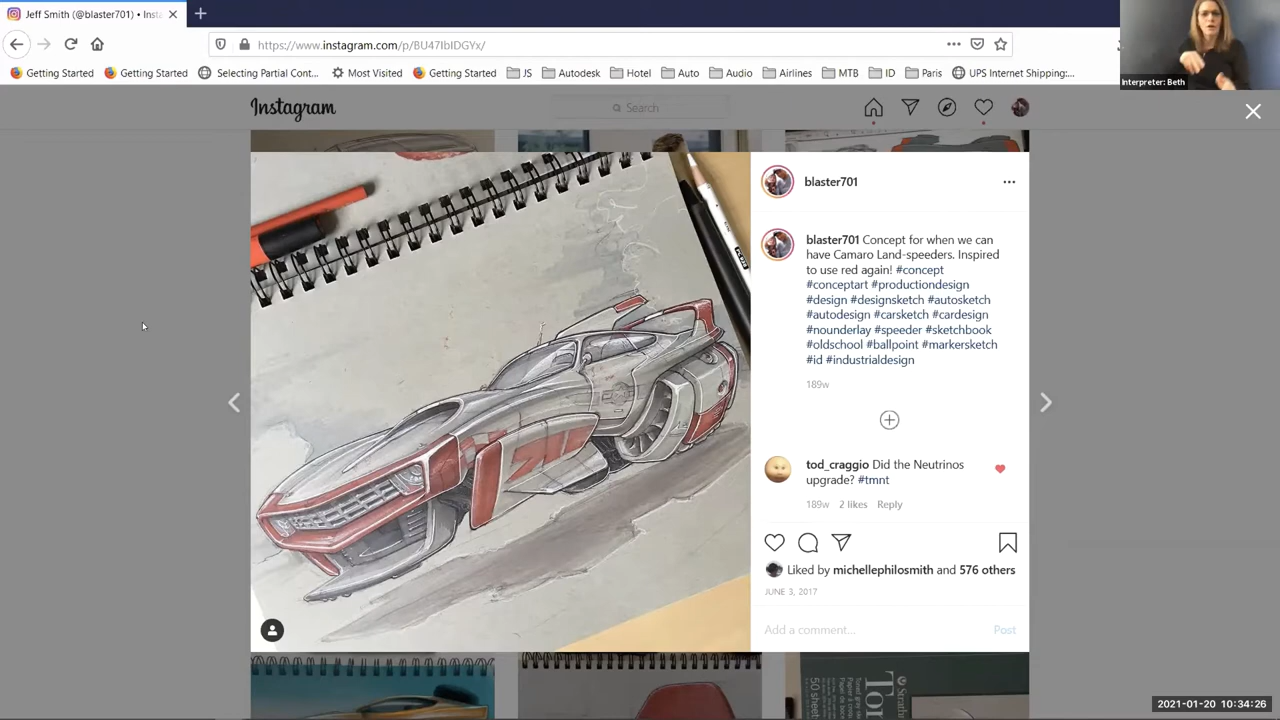 Jeff Smith (@blaster701) • Insta
https://www.instagram.com/p/BU47IbIDGYx/
Getting Started
Getting Started
Selecting Partial Cont...
Most Visited
Getting Started
JS
Autodesk
Hotel
Auto
Audio
Airlines
MTB
ID
Paris
UPS Internet Shipping:...
Interpreter: Beth
Instagram
Search
blaster701
blaster701 Concept for when we can
have Camaro Land-speeders. Inspired
to use red again! #concept
#conceptart #productiondesign
#design #designsketch #autosketch
#autodesign #carsketch #cardesign
#nounderlay #speeder #sketchbook
#oldschool #ballpoint #markersketch
#id #industrialdesign
189w
tod_craggio Did the Neutrinos
upgrade? #tmnt
189w 2 likes Reply
Liked by michellephilosmith and 576 others
JUNE 3, 2017
Add a comment...
Post
50 sheets
2021-01-20 10:34:26